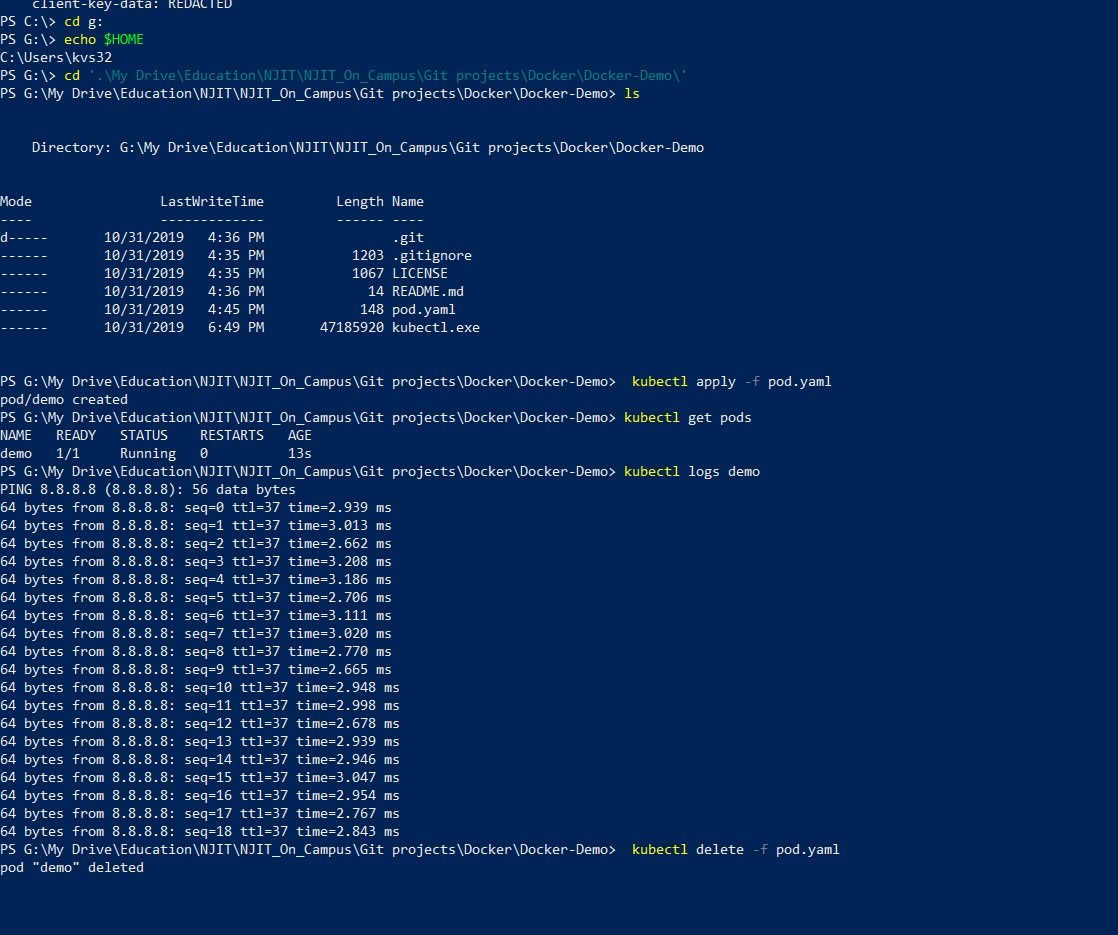 client-key-data: REDACTED
PS C:\> cd g:
PS G:\> echo $HOME
C:\Users\kvs32
PS G:\> cd '.\My Drive\Education\NJIT\NJIT_On_Campus\Git projects\Docker\Docker-Demo\'
PS G:\My Drive\Education\NJIT\NJIT_On_Campus\Git projects\Docker\Docker-Demo> ls
Directory: G:\My Drive\Education\NJIT\NJIT_On_Campus\Git projects\Docker\Docker-Demo
Mode                LastWriteTime         Length Name
----                -------------         ------ ----
d-----       10/31/2019   4:36 PM                .git
------       10/31/2019   4:35 PM           1203 .gitignore
------       10/31/2019   4:35 PM           1067 LICENSE
------       10/31/2019   4:36 PM             14 README.md
------       10/31/2019   4:45 PM            148 pod.yaml
------       10/31/2019   6:49 PM       47185920 kubectl.exe
PS G:\My Drive\Education\NJIT\NJIT_On_Campus\Git projects\Docker\Docker-Demo>  kubectl apply -f pod.yaml
pod/demo created
PS G:\My Drive\Education\NJIT\NJIT_On_Campus\Git projects\Docker\Docker-Demo> kubectl get pods
NAME   READY   STATUS    RESTARTS   AGE
demo   1/1     Running   0          13s
PS G:\My Drive\Education\NJIT\NJIT_On_Campus\Git projects\Docker\Docker-Demo> kubectl logs demo
PING 8.8.8.8 (8.8.8.8): 56 data bytes
64 bytes from 8.8.8.8: seq=0 ttl=37 time=2.939 ms
64 bytes from 8.8.8.8: seq=1 ttl=37 time=3.013 ms
64 bytes from 8.8.8.8: seq=2 ttl=37 time=2.662 ms
64 bytes from 8.8.8.8: seq=3 ttl=37 time=3.208 ms
64 bytes from 8.8.8.8: seq=4 ttl=37 time=3.186 ms
64 bytes from 8.8.8.8: seq=5 ttl=37 time=2.706 ms
64 bytes from 8.8.8.8: seq=6 ttl=37 time=3.111 ms
64 bytes from 8.8.8.8: seq=7 ttl=37 time=3.020 ms
64 bytes from 8.8.8.8: seq=8 ttl=37 time=2.770 ms
64 bytes from 8.8.8.8: seq=9 ttl=37 time=2.665 ms
64 bytes from 8.8.8.8: seq=10 ttl=37 time=2.948 ms
64 bytes from 8.8.8.8: seq=11 ttl=37 time=2.998 ms
64 bytes from 8.8.8.8: seq=12 ttl=37 time=2.678 ms
64 bytes from 8.8.8.8: seq=13 ttl=37 time=2.939 ms
64 bytes from 8.8.8.8: seq=14 ttl=37 time=2.946 ms
64 bytes from 8.8.8.8: seq=15 ttl=37 time=3.047 ms
64 bytes from 8.8.8.8: seq=16 ttl=37 time=2.954 ms
64 bytes from 8.8.8.8: seq=17 ttl=37 time=2.767 ms
64 bytes from 8.8.8.8: seq=18 ttl=37 time=2.843 ms
PS G:\My Drive\Education\NJIT\NJIT_On_Campus\Git projects\Docker\Docker-Demo>  kubectl delete -f pod.yaml
pod "demo" deleted